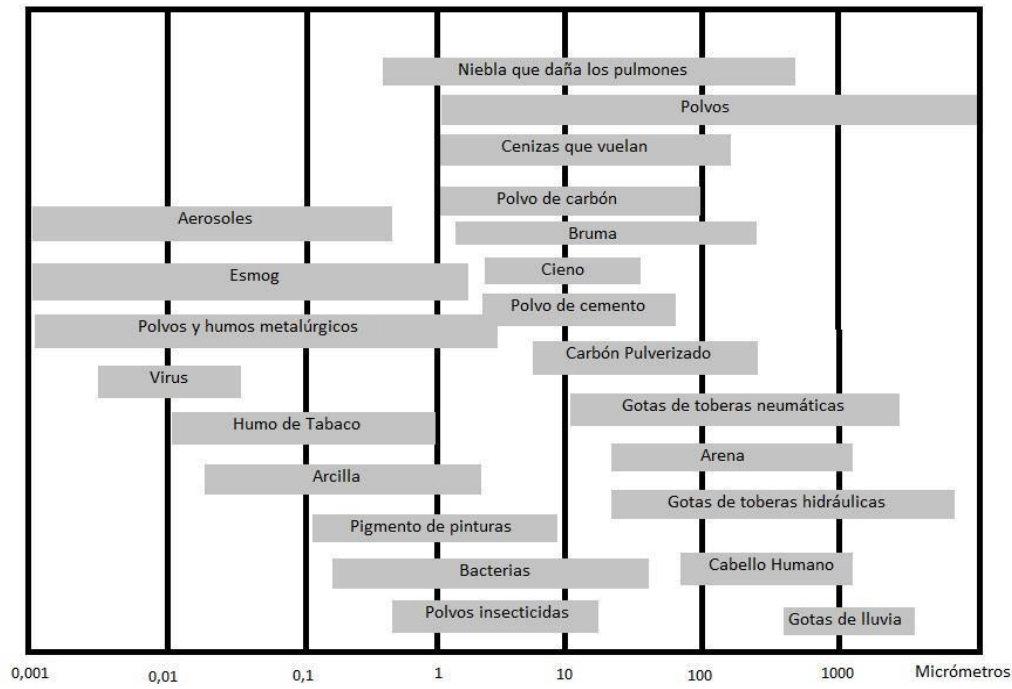 Niebla que daña los pulmones
Polvos
Cenizas que vuelan
Polvo de carbón
Aerosoles
Bruma
Cieno
Esmog
Polvo de cemento
Polvos y humos metalúrgicos
Carbón Pulverizado
Virus
Gotas de toberas neumáticas
Humo de Tabaco
Arena
Arcilla
Gotas de toberas hidráulicas
Pigmento de pinturas
Cabello Humano
Bacterias
Polvos insecticidas
Gotas de lluvia
0,001 0,01 0,1 1 10 100 1000 Micrómetros